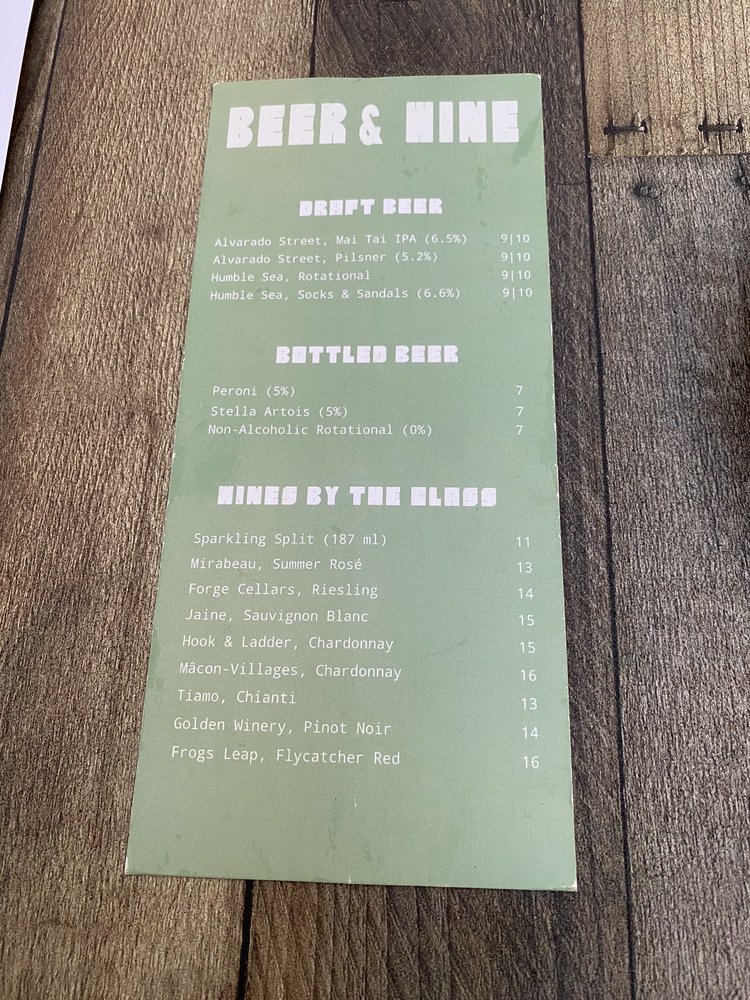 BEER & WINE
DRAFT BEER
Alvarado Street, Mai Tai IPA (6.5%) 9|10
Alvarado Street, Pilsner (5.2%) 9|10
Humble Sea, Rotational 9|10
Humble Sea, Socks & Sandals (6.6%) 9|10
BOTTLED BEER
Peroni (5%) 7
Stella Artois (5%) 7
Non-Alcoholic Rotational (0%) 7
WINES BY THE GLASS
Sparkling Split (187 ml) 11
Mirabeau, Summer Rosé 13
Forge Cellars, Riesling 14
Jaine, Sauvignon Blanc 15
Hook & Ladder, Chardonnay 15
Mâcon-Villages, Chardonnay 16
Tiamo, Chianti 13
Golden Winery, Pinot Noir 14
Frogs Leap, Flycatcher Red 16